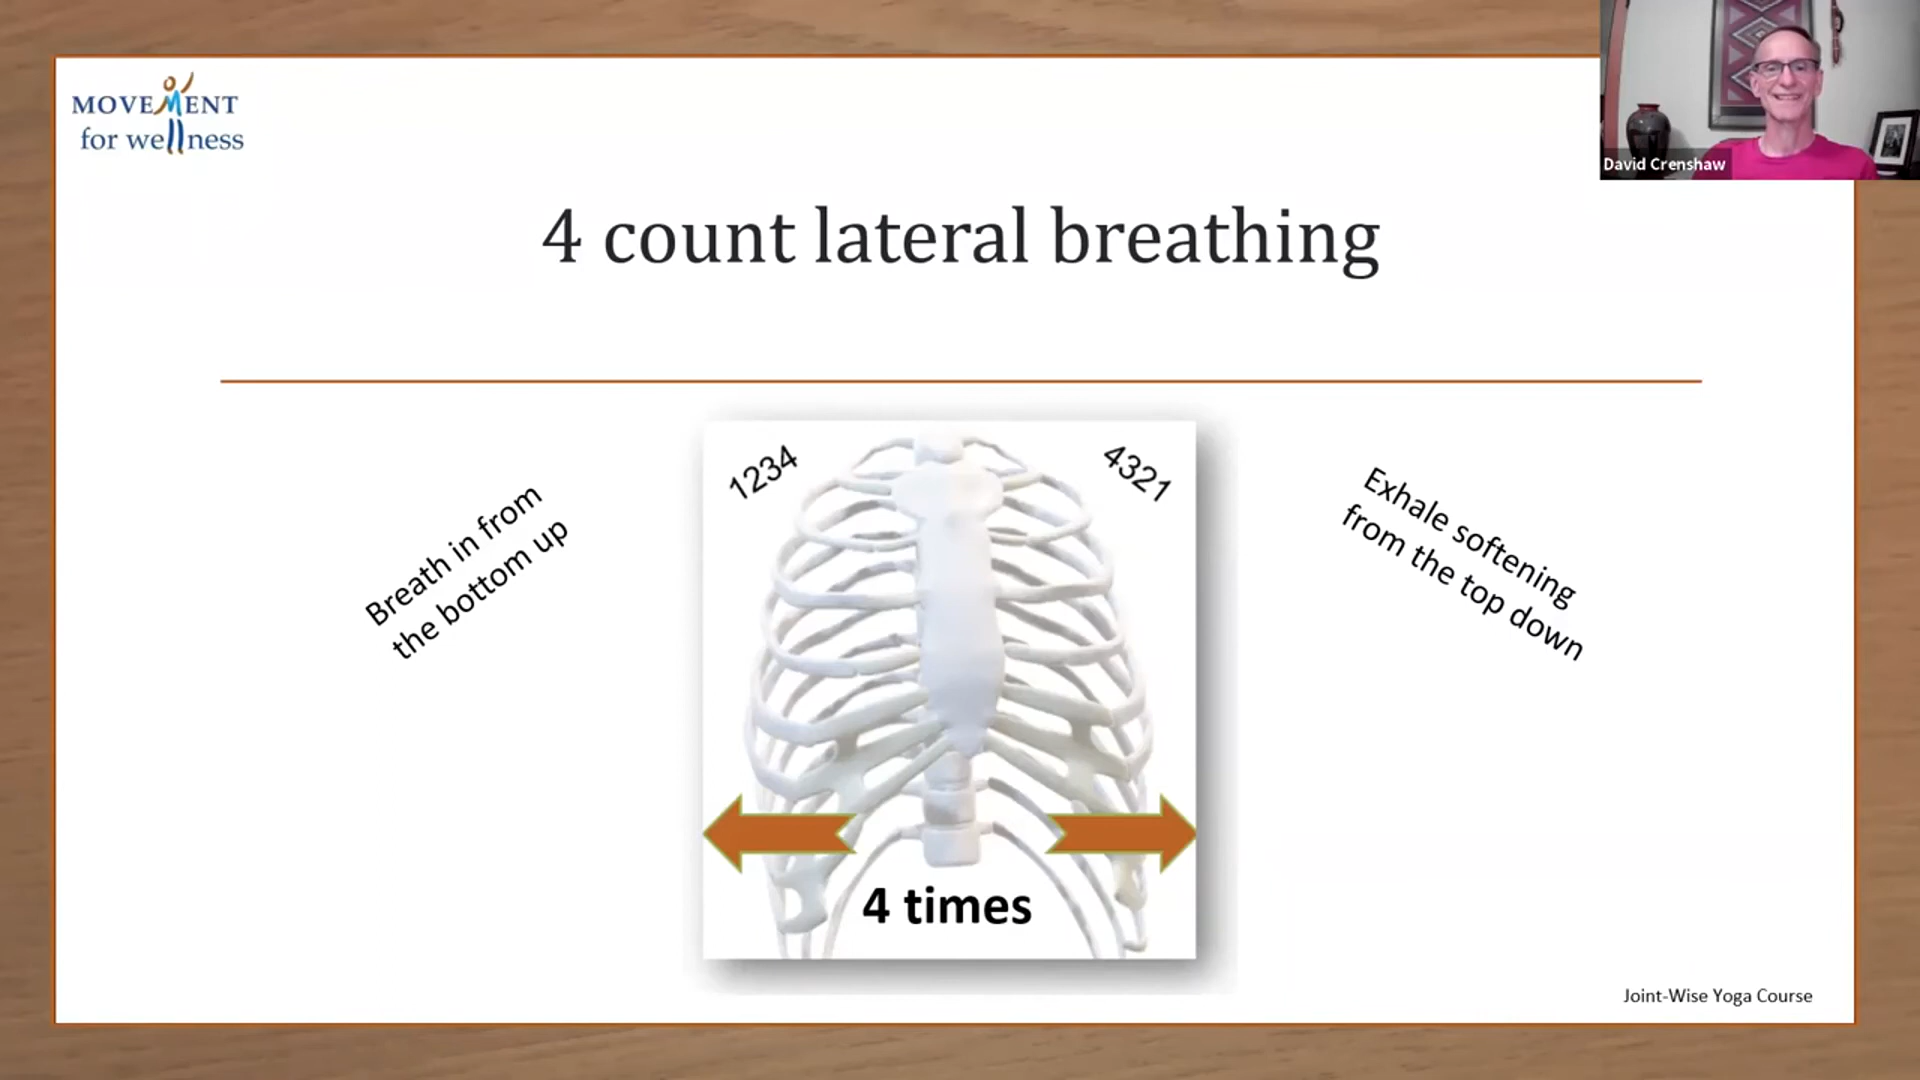 MOVEMENT
for wellness
David Crenshaw
4 count lateral breathing
Breath in from
the bottom up
1234
4321
Exhale softening
from the top down
4 times
Joint-Wise Yoga Course